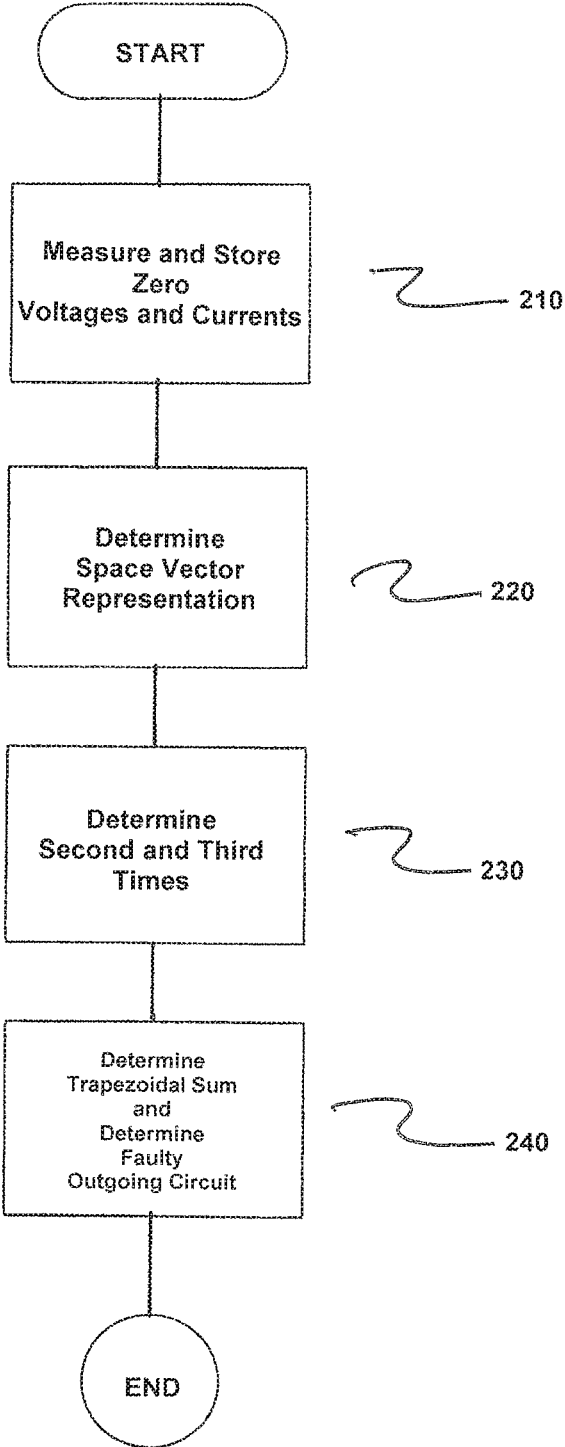 START
Measure and Store
Zero
Voltages and Currents
210
Determine
Space Vector
Representation
220
Determine
Second and Third
Times
230
Determine
Trapezoidal Sum
and
Determine
Faulty
Outgoing Circuit
240
END